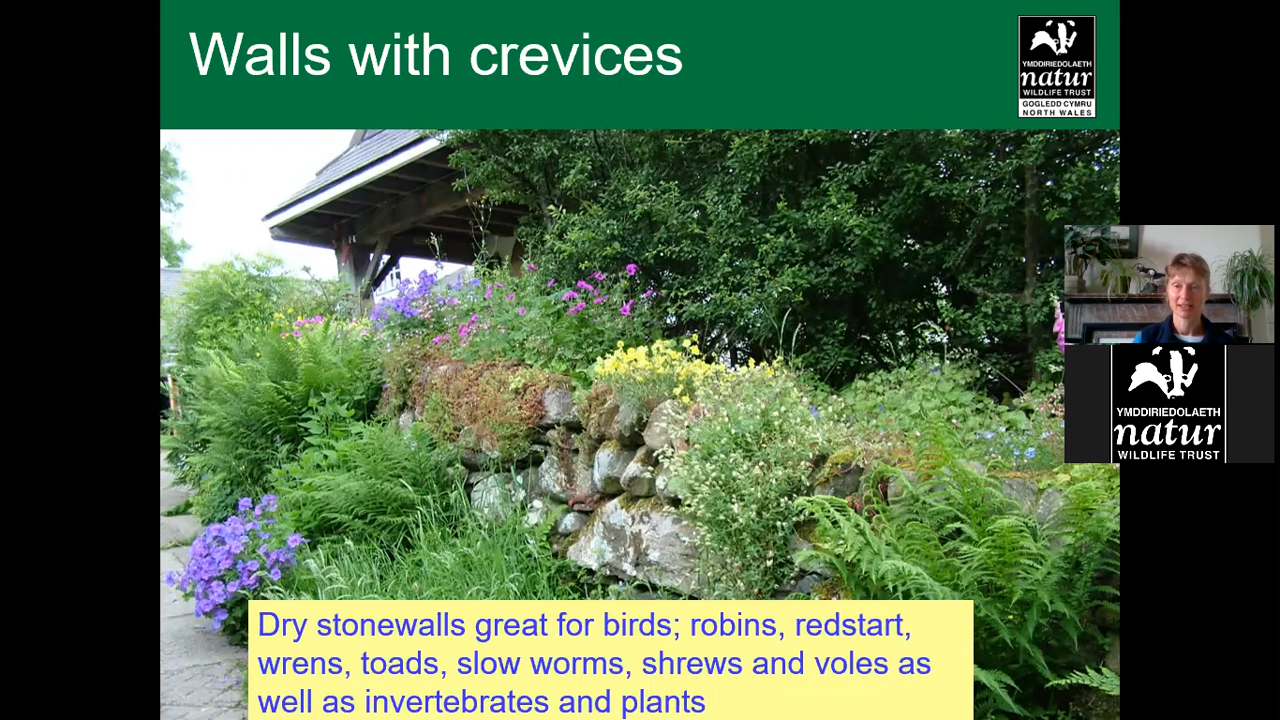 Walls with crevices
YMDDIRIEDOLAETH
natur
WILDLIFE TRUST
GOGLEDD CYMRU
NORTH WALES
YMDDIRIEDOLAETH
natur
WILDLIFE TRUST
Dry stonewalls great for birds; robins, redstart,
wrens, toads, slow worms, shrews and voles as
well as invertebrates and plants